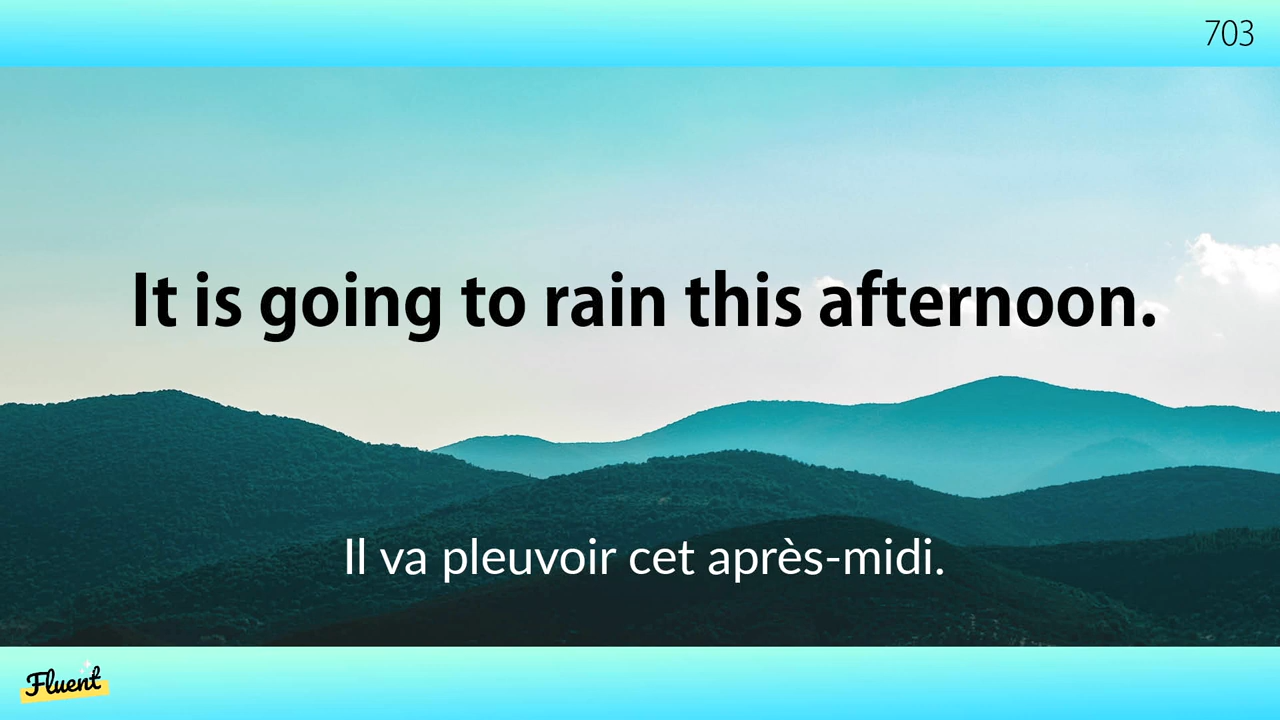 703
It is going to rain this afternoon.
Il va pleuvoir cet après-midi.
Fluent